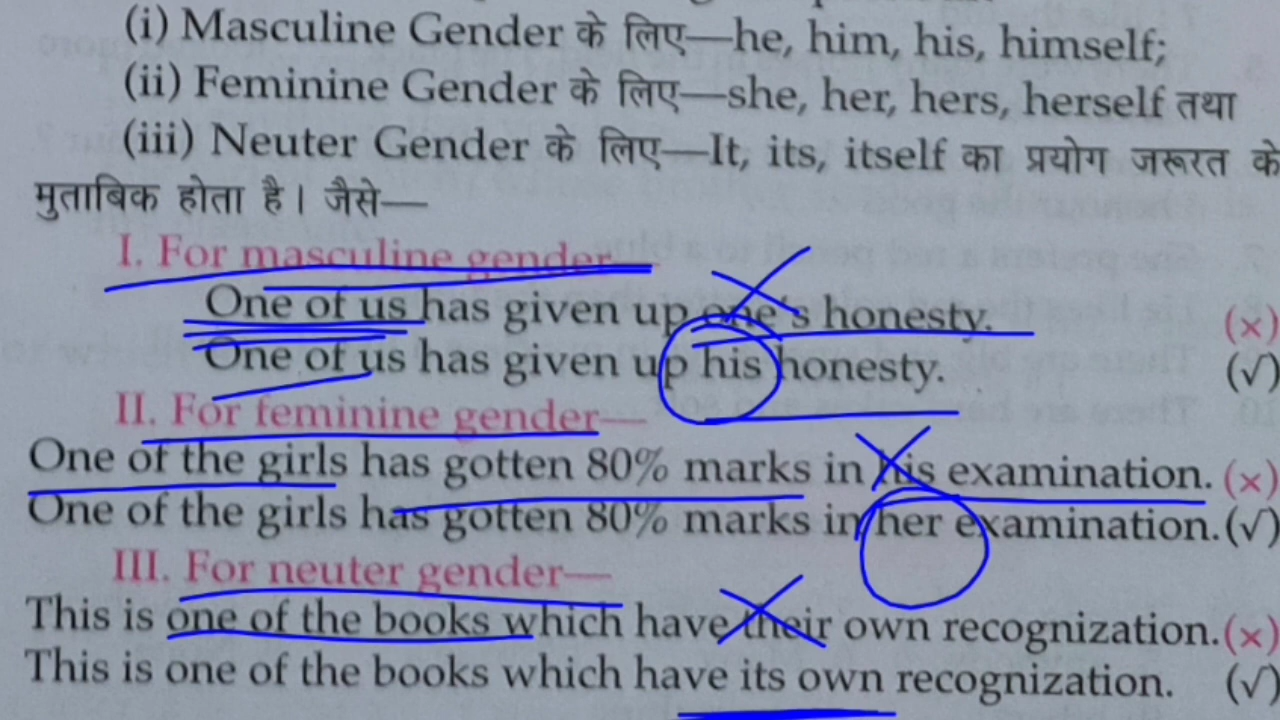 (i) Masculine Gender के लिए—he, him, his, himself;
(ii) Feminine Gender के लिए—she, her, hers, herself तथा
(iii) Neuter Gender के लिए—It, its, itself का प्रयोग जरूरत के
मुताबिक होता है। जैसे—
I. For masculine gender—
One of us has given up one's honesty. (×)
One of us has given up his honesty. (√)
II. For feminine gender—
One of the girls has gotten 80% marks in his examination. (×)
One of the girls has gotten 80% marks in her examination. (√)
III. For neuter gender—
This is one of the books which have their own recognization. (×)
This is one of the books which have its own recognization. (√)